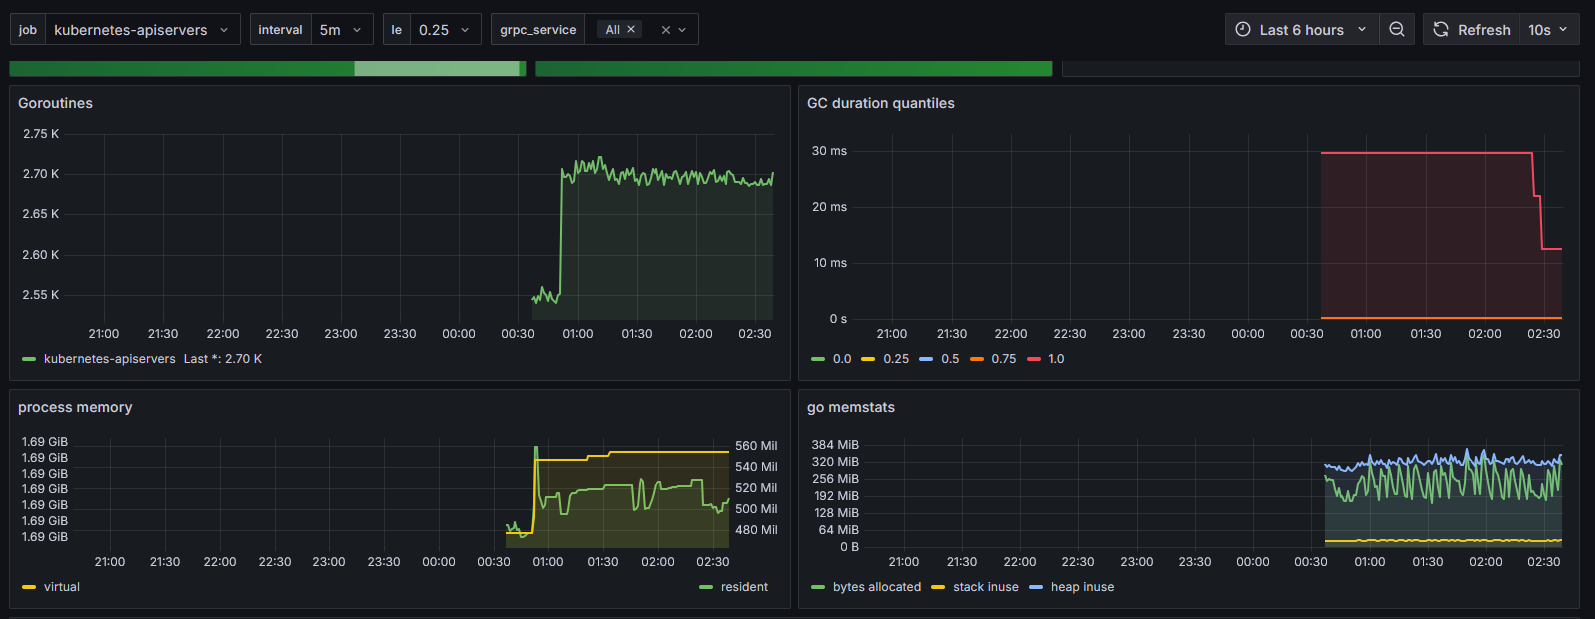 job kubernetes-apiservers interval 5m le 0.25 grpc_service All Last 6 hours Refresh 10s
Goroutines
2.75 K
2.70 K
2.65 K
2.60 K
2.55 K
21:00 21:30 22:00 22:30 23:00 23:30 00:00 00:30 01:00 01:30 02:00 02:30
kubernetes-apiservers Last *: 2.70 K
GC duration quantiles
30 ms
20 ms
10 ms
0 s
21:00 21:30 22:00 22:30 23:00 23:30 00:00 00:30 01:00 01:30 02:00 02:30
0.0 0.25 0.5 0.75 1.0
process memory
1.69 GiB
1.69 GiB
1.69 GiB
1.69 GiB
1.69 GiB
1.69 GiB
1.69 GiB
560 Mil
540 Mil
520 Mil
500 Mil
480 Mil
21:00 21:30 22:00 22:30 23:00 23:30 00:00 00:30 01:00 01:30 02:00 02:30
virtual resident
go memstats
384 MiB
320 MiB
256 MiB
192 MiB
128 MiB
64 MiB
0 B
21:00 21:30 22:00 22:30 23:00 23:30 00:00 00:30 01:00 01:30 02:00 02:30
bytes allocated stack inuse heap inuse